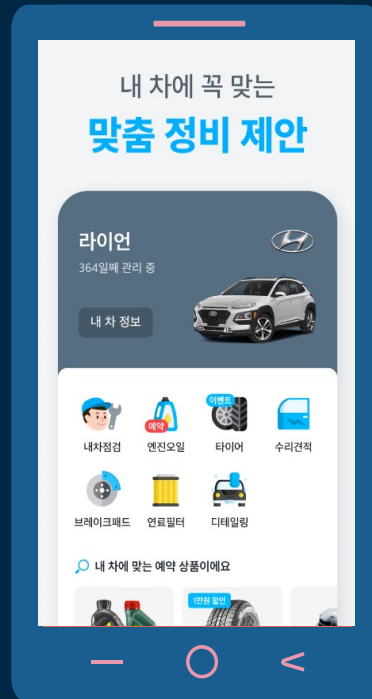 내 차에 꼭 맞는
맞춤 정비 제안
라이언
364일째 관리 중
내 차 정보
예약
이벤트
내차점검
엔진오일
타이어
수리견적
브레이크패드
연료필터
디테일링
내 차에 맞는 예약 상품이에요
1만원 할인